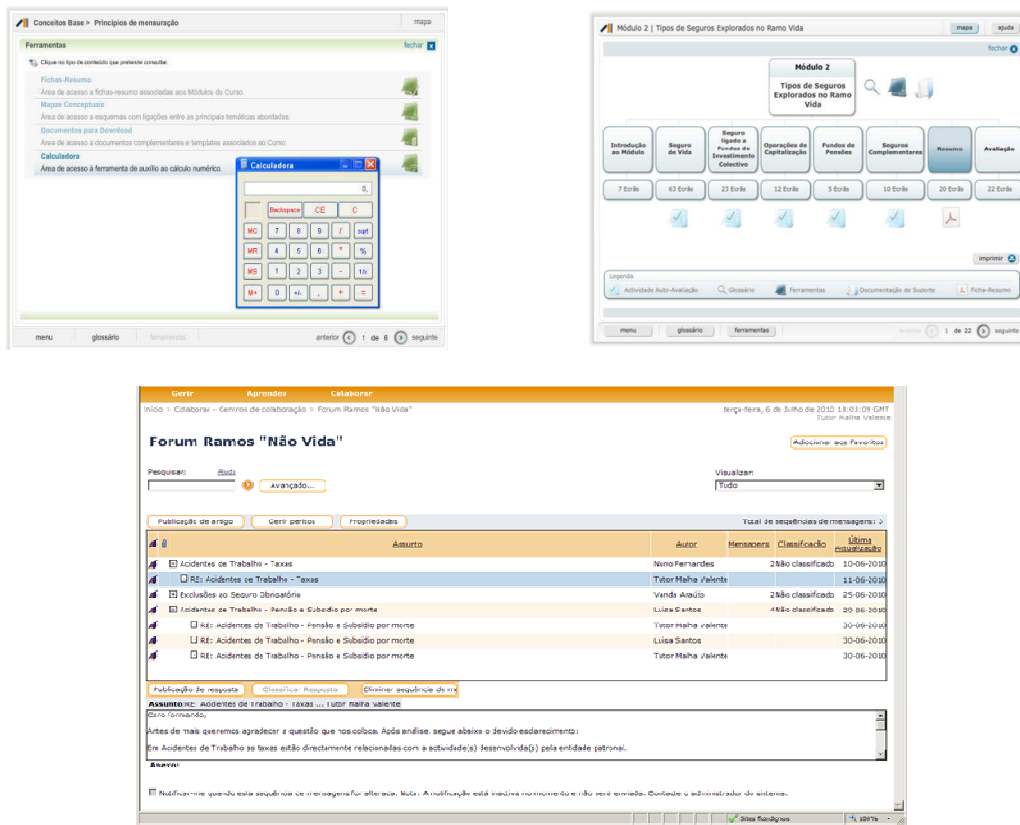 Conceitos Base > Princípios de mensuração
mapa
Ferramentas
fechar
Clique no tipo de conteúdo que pretende consultar.
Fichas-Resumo
Área de acesso a fichas-resumo associadas aos Módulos do Curso.
Mapas Conceptuais
Área de acesso a esquemas com ligações entre as principais temáticas abordadas.
Documentos para Download
Área de acesso a documentos complementares e templates associados ao Curso.
Calculadora
Área de acesso à ferramenta de auxílio ao cálculo numérico.
Calculadora
0,
Backspace CE C
MC 7 8 9 / sqrt
MR 4 5 6 * %
MS 1 2 3 - 1/x
M+ 0 +/- , + =
menu glossário ferramentas anterior 1 de 6 seguinte
Módulo 2 | Tipos de Seguros Explorados no Ramo Vida
mapa ajuda
fechar
Módulo 2
Tipos de
Seguros
Explorados no Ramo
Vida
Introdução ao Módulo
Seguro de Vida
Seguro ligado a Fundos de Investimento Colectivo
Operações de Capitalização
Fundos de Pensões
Seguros Complementares
Resumo
Avaliação
7 Ecrãs 63 Ecrãs 23 Ecrãs 12 Ecrãs 5 Ecrãs 10 Ecrãs 20 Ecrãs 22 Ecrãs
imprimir
Legenda
Actividade Auto-Avaliação Glossário Ferramentas Documentação de Suporte Ficha-Resumo
menu glossário ferramentas anterior 1 de 22 seguinte
Gerir Aprender Colaborar
Início > Colaborar - Centros de colaboração > Forum Ramos "Não Vida"
terça-feira, 6 de Julho de 2010 18:03:09 GMT
Tutor Malha Valente
Forum Ramos "Não Vida"
Adicionar aos Favoritos
Pesquisar: Ajuda
Visualizar:
Avançado...
Tudo
Publicação de artigo Gerir peritos Propriedades
Total de sequências de mensagens: 3
Assunto Autor Mensagens Classificação Última Actualização
Acidentes de Trabalho - Taxas Nuno Fernandes 2 Não classificado 10-06-2010
RE: Acidentes de Trabalho - Taxas Tutor Malha Valente 11-06-2010
Exclusões ao Seguro Obrigatório Vanda Araújo 2 Não classificado 25-06-2010
Acidentes de Trabalho - Pensão e Subsídio por morte Luisa Santos 4 Não classificado 29-06-2010
RE: Acidentes de Trabalho - Pensão e Subsídio por morte Tutor Malha Valente 30-06-2010
RE: Acidentes de Trabalho - Pensão e Subsídio por morte Luisa Santos 30-06-2010
RE: Acidentes de Trabalho - Pensão e Subsídio por morte Tutor Malha Valente 30-06-2010
Publicação de resposta Classificar Resposta Eliminar sequência de m
Assunto: RE: Acidentes de Trabalho - Taxas ... Tutor Malha Valente
Caro formando,
Antes de mais queremos agradecer a questão que nos coloca. Após análise, segue abaixo o devido esclarecimento:
Em Acidentes de Trabalho as taxas estão directamente relacionadas com a actividade(s) desenvolvida(s) pela entidade patronal.
Anexo:
Notificar-me quando esta sequência de mensagens for alterada. Nota: A notificação está inactiva no momento e não será enviada. Contacte o administrador do sistema.
Sites fidedignos
100%